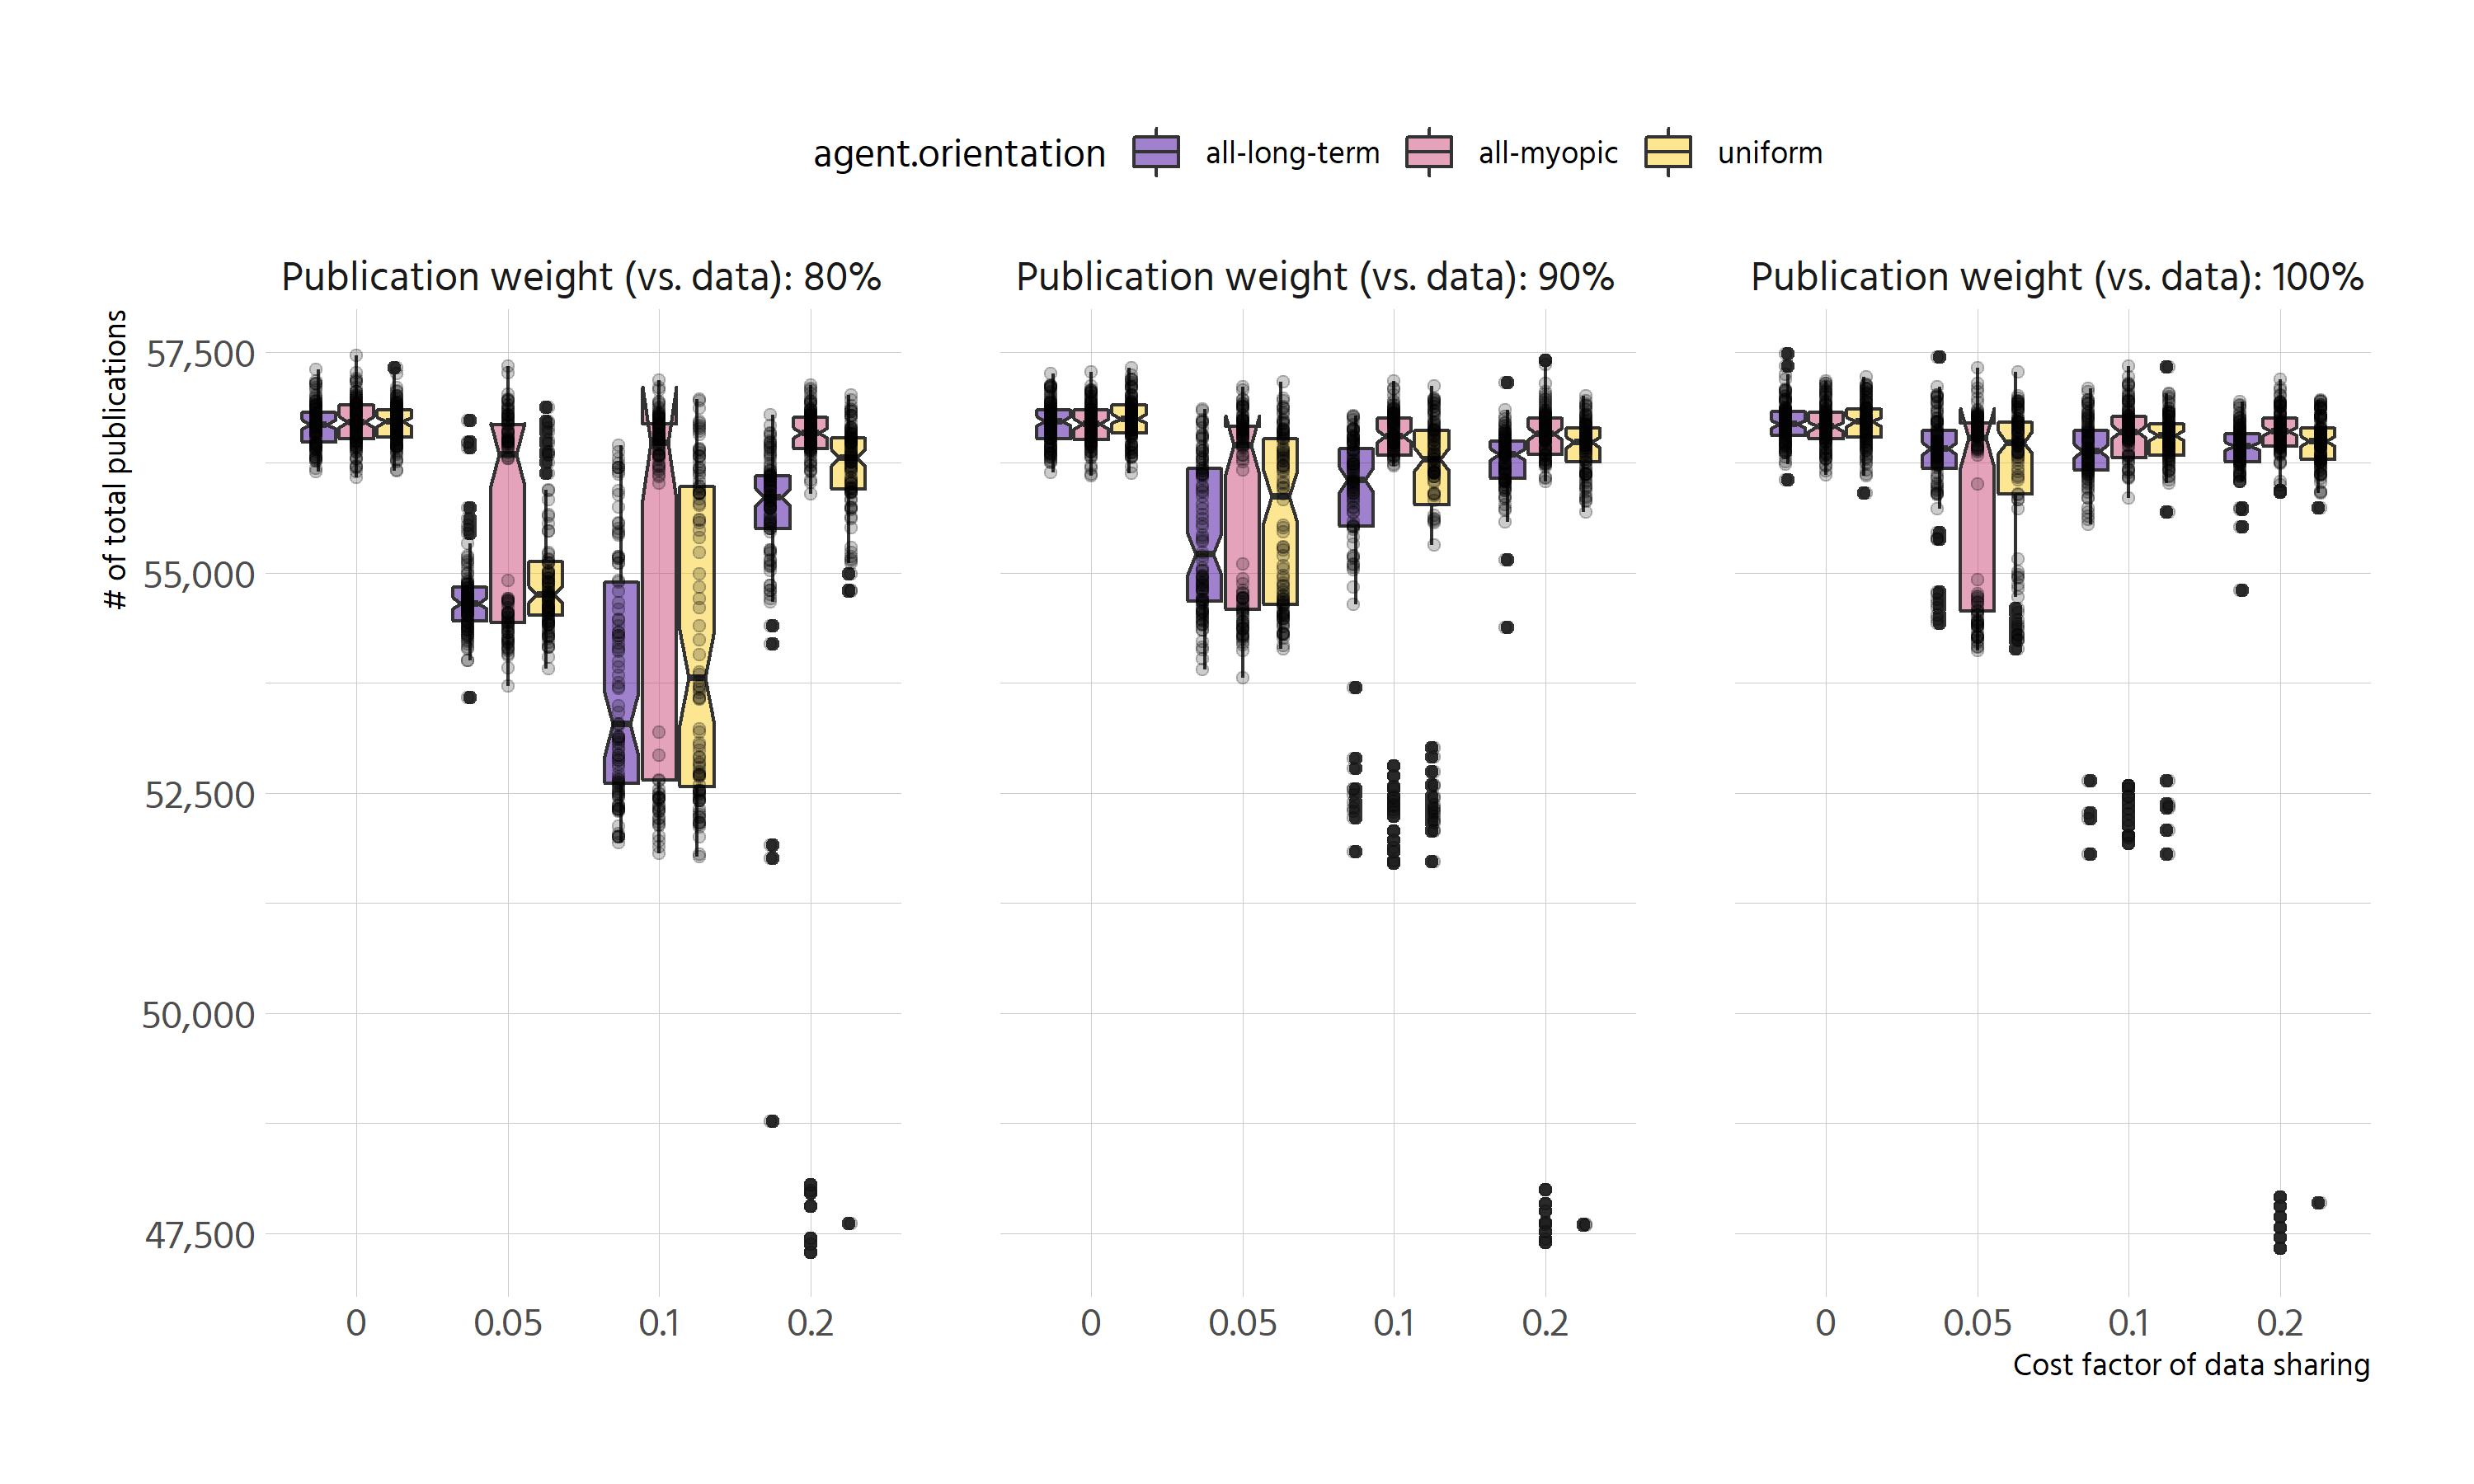 agent.orientation all-long-term all-myopic uniform
Publication weight (vs. data): 80% Publication weight (vs. data): 90% Publication weight (vs. data): 100%
# of total publications
57,500
55,000
52,500
50,000
47,500
0 0.05 0.1 0.2 0 0.05 0.1 0.2 0 0.05 0.1 0.2
Cost factor of data sharing